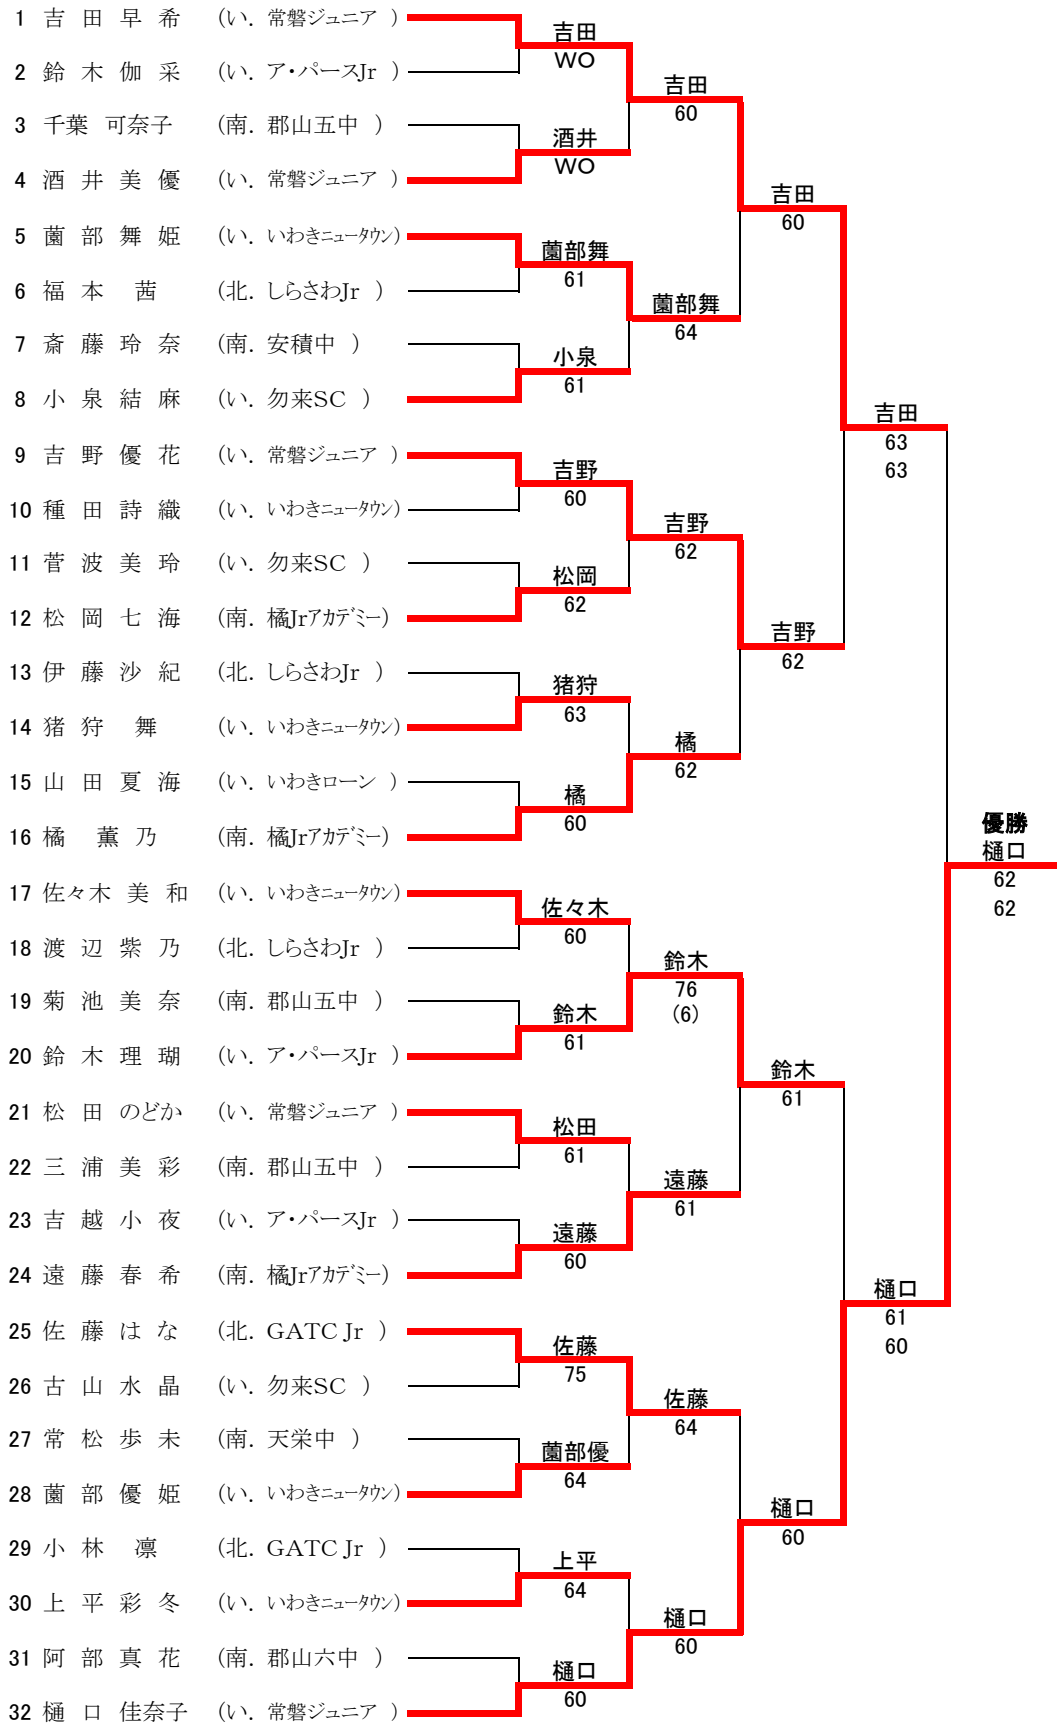 1 吉田早希 (い. 常磐ジュニア )
2 鈴木伽采 (い. ア・パースJr )
3 千葉 可奈子 (南. 郡山五中 )
4 酒井美優 (い. 常磐ジュニア )
5 薗部舞姫 (い. いわきニュータウン)
6 福本 茜 (北. しらさわJr )
7 斎藤玲奈 (南. 安積中 )
8 小泉結麻 (い. 勿来SC )
9 吉野優花 (い. 常磐ジュニア )
10 種田詩織 (い. いわきニュータウン)
11 菅波美玲 (い. 勿来SC )
12 松岡七海 (南. 橘Jrアカデミー)
13 伊藤沙紀 (北. しらさわJr )
14 猪狩 舞 (い. いわきニュータウン)
15 山田夏海 (い. いわきローン )
16 橘 薫乃 (南. 橘Jrアカデミー)
17 佐々木 美和 (い. いわきニュータウン)
18 渡辺紫乃 (北. しらさわJr )
19 菊池美奈 (南. 郡山五中 )
20 鈴木理瑚 (い. ア・パースJr )
21 松田 のどか (い. 常磐ジュニア )
22 三浦美彩 (南. 郡山五中 )
23 吉越小夜 (い. ア・パースJr )
24 遠藤春希 (南. 橘Jrアカデミー)
25 佐藤はな (北. GATC Jr )
26 古山水晶 (い. 勿来SC )
27 常松歩未 (南. 天栄中 )
28 薗部優姫 (い. いわきニュータウン)
29 小林 凛 (北. GATC Jr )
30 上平彩冬 (い. いわきニュータウン)
31 阿部真花 (南. 郡山六中 )
32 樋口 佳奈子 (い. 常磐ジュニア )
吉田
WO
酒井
WO
薗部舞
61
小泉
61
吉野
60
松岡
62
猪狩
63
橘
60
佐々木
60
鈴木
61
松田
61
遠藤
60
佐藤
75
薗部優
64
上平
64
樋口
60
吉田
60
薗部舞
64
吉野
62
橘
62
鈴木
76
(6)
遠藤
61
佐藤
64
樋口
60
吉田
60
吉野
62
鈴木
61
樋口
60
吉田
63
63
樋口
61
60
優勝
樋口
62
62